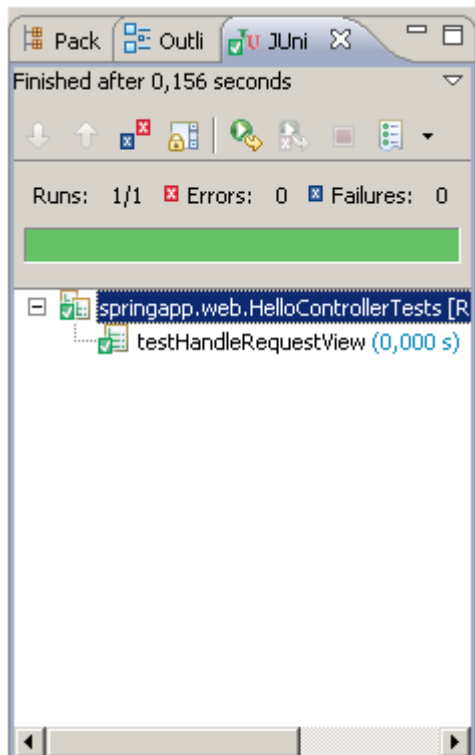 Pack Outli JUni
Finished after 0,156 seconds
Runs: 1/1 Errors: 0 Failures: 0
springapp.web.HelloControllerTests [R
testHandleRequestView (0,000 s)